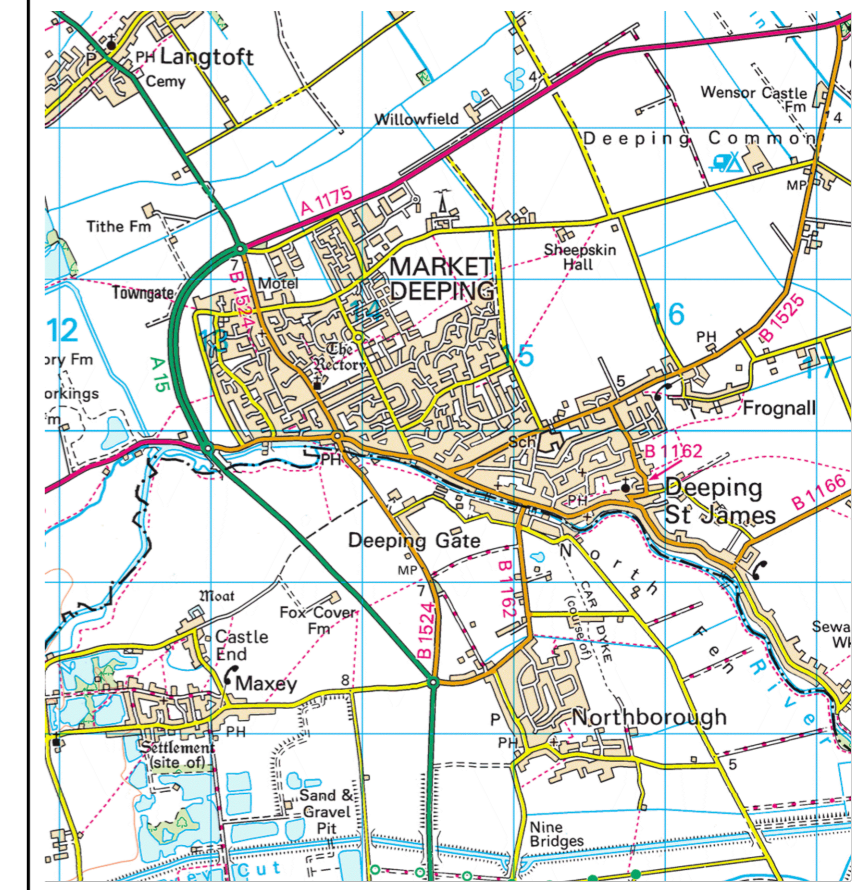 in
P
PH Langtoft
Cemy
4
Willowfield
Wensor Castle
Fm
4
Deeping Common
MP
A 1175
Tithe Fm
7
Sheepskin
Hall
MARKET
DEEPING
Towngate
B 1524
Motel
14
16
12
13
B 1525
The
Rectory
PH
15
17
ory Fm
A 15
orkings
m
5
Frognall
Sch
PH
B 1162
Deeping
St James
PH
B 1166
Deeping Gate
North
MP
B 1162
CAR DYKE
(course of)
7
Moat
Fox Cover
Fm
B 1524
Castle
End
Fen
River
Sewa
Wk
Maxey
8
P
Northborough
PH
PH
Settlement
(site of)
5
Sand &
Gravel
Pit
Nine
Bridges
ey Cut